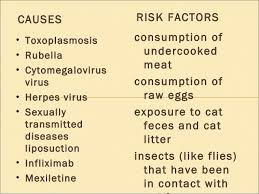 CAUSES
• Toxoplasmosis
• Rubella
• Cytomegalovirus
virus
• Herpes virus
• Sexually
transmitted
diseases
liposuction
• Infliximab
• Mexiletine
RISK FACTORS
consumption of
undercooked
meat
consumption of
raw eggs
exposure to cat
feces and cat
litter
insects (like flies)
that have been
in contact with